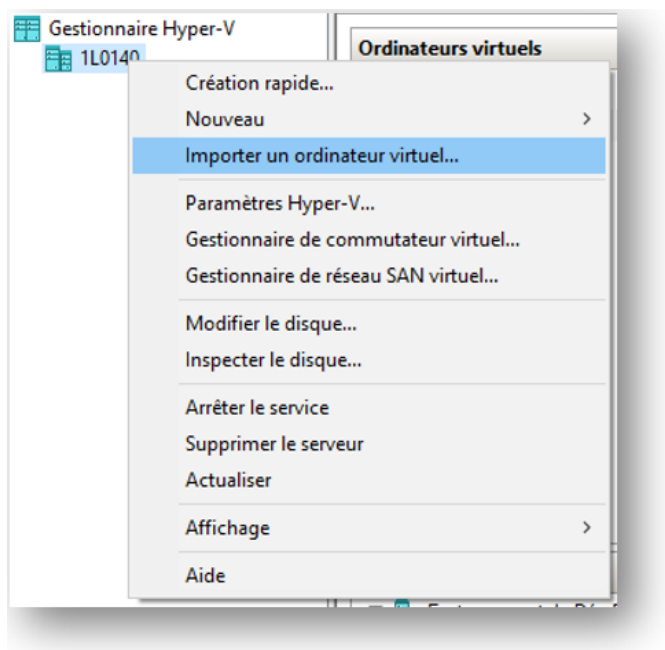 Gestionnaire Hyper-V
1L0140
Ordinateurs virtuels
Création rapide...
Nouveau
Importer un ordinateur virtuel...
Paramètres Hyper-V...
Gestionnaire de commutateur virtuel...
Gestionnaire de réseau SAN virtuel...
Modifier le disque...
Inspecter le disque...
Arrêter le service
Supprimer le serveur
Actualiser
Affichage
Aide